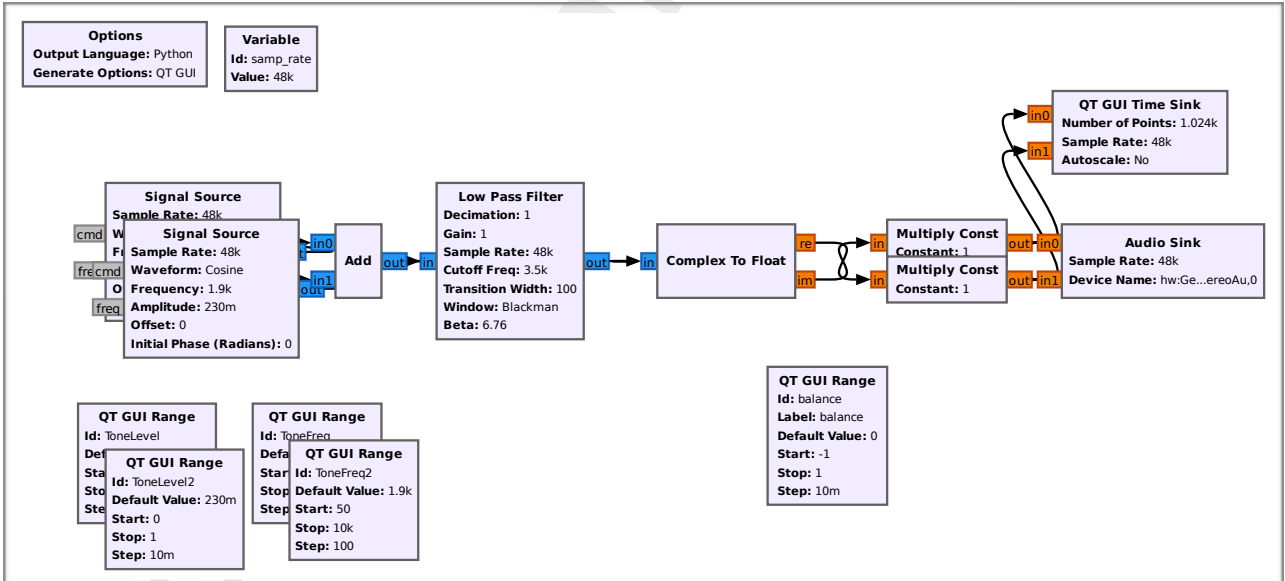 Options
Output Language: Python
Generate Options: QT GUI
Variable
Id: samp_rate
Value: 48k
QT GUI Time Sink
Number of Points: 1.024k
Sample Rate: 48k
Autoscale: No
in0
in1
Signal Source
Sample Rate: 48k
cmd
Signal Source
Sample Rate: 48k
Waveform: Cosine
Frequency: 1.9k
Amplitude: 230m
Offset: 0
Initial Phase (Radians): 0
cmd
freq
out
in0
in1
Add
out
in
Low Pass Filter
Decimation: 1
Gain: 1
Sample Rate: 48k
Cutoff Freq: 3.5k
Transition Width: 100
Window: Blackman
Beta: 6.76
out
in
Complex To Float
re
im
in
Multiply Const
Constant: 1
out
in
Multiply Const
Constant: 1
out
in0
in1
Audio Sink
Sample Rate: 48k
Device Name: hw:Ge...ereoAu,0
QT GUI Range
Id: balance
Label: balance
Default Value: 0
Start: -1
Stop: 1
Step: 10m
QT GUI Range
Id: ToneLevel
QT GUI Range
Id: ToneLevel2
Default Value: 230m
Start: 0
Stop: 1
Step: 10m
QT GUI Range
Id: ToneFreq
QT GUI Range
Id: ToneFreq2
Default Value: 1.9k
Start: 50
Stop: 10k
Step: 100